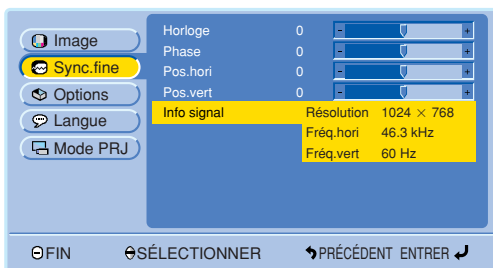 Image
Sync.fine
Options
Langue
Mode PRJ
Horloge 0 - +
Phase 0 - +
Pos.hori 0 - +
Pos.vert 0 - +
Info signal Résolution 1024 × 768
Fréq.hori 46.3 kHz
Fréq.vert 60 Hz
FIN SÉLECTIONNER PRÉCÉDENT ENTRER